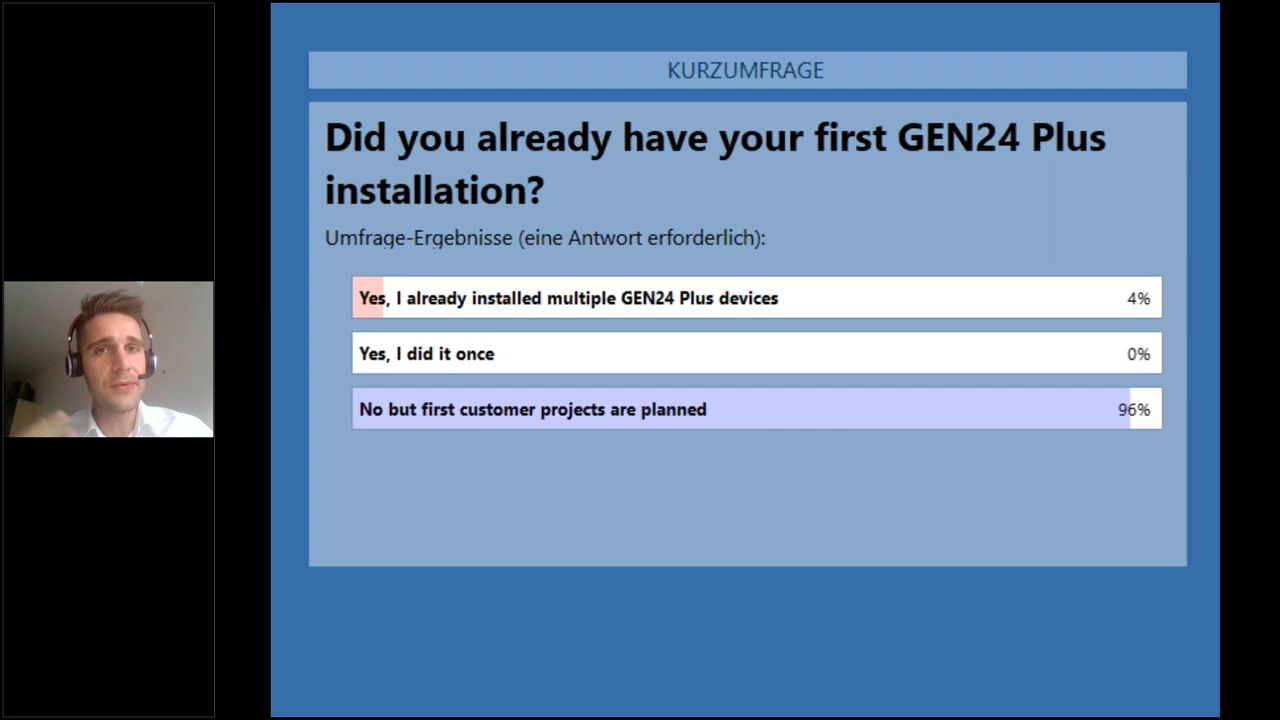 KURZUMFRAGE
Did you already have your first GEN24 Plus
installation?
Umfrage-Ergebnisse (eine Antwort erforderlich):
Yes, I already installed multiple GEN24 Plus devices 4%
Yes, I did it once 0%
No but first customer projects are planned 96%